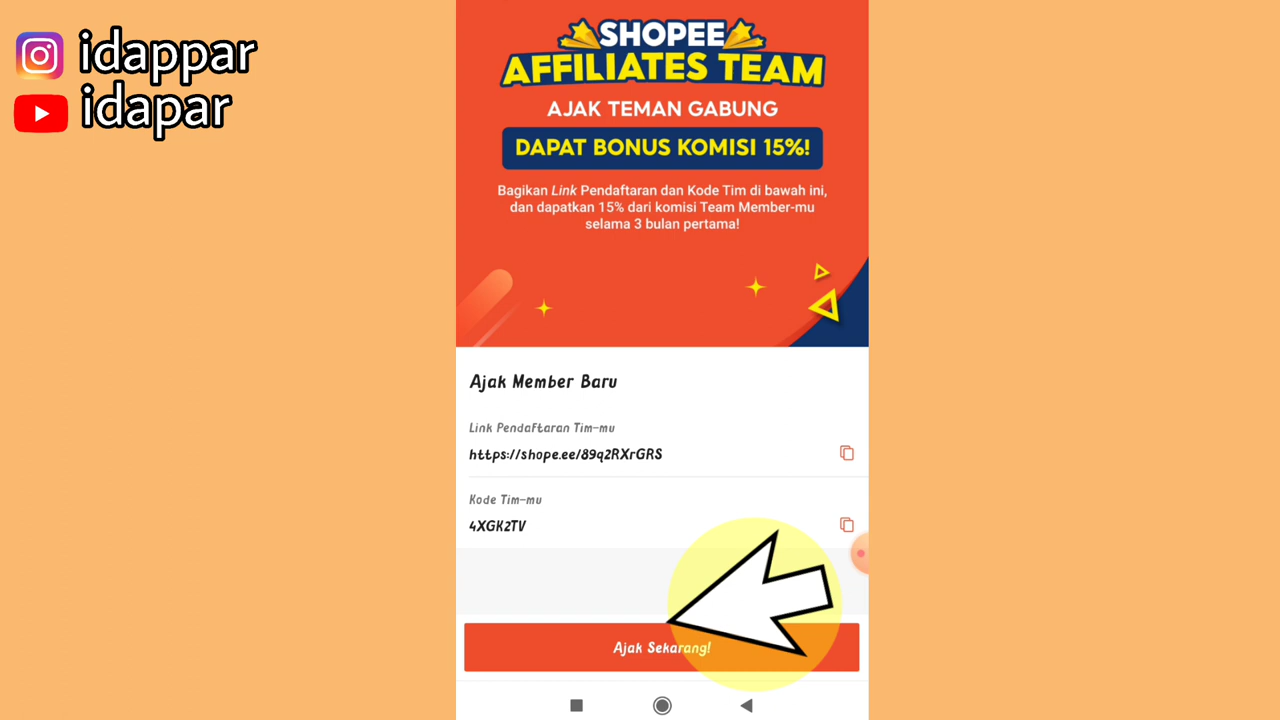 idappar
idapar
SHOPEE
AFFILIATES TEAM
AJAK TEMAN GABUNG
DAPAT BONUS KOMISI 15%!
Bagikan Link Pendaftaran dan Kode Tim di bawah ini,
dan dapatkan 15% dari komisi Team Member-mu
selama 3 bulan pertama!
Ajak Member Baru
Link Pendaftaran Tim-mu
https://shope.ee/89q2RXrGRS
Kode Tim-mu
4XGK2TV
Ajak Sekarang!